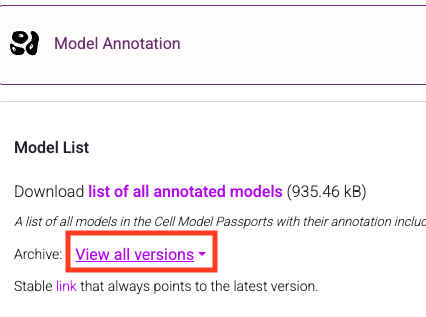 Model Annotation
Model List
Download list of all annotated models (935.46 kB)
A list of all models in the Cell Model Passports with their annotation inclu
Archive: View all versions
Stable link that always points to the latest version.